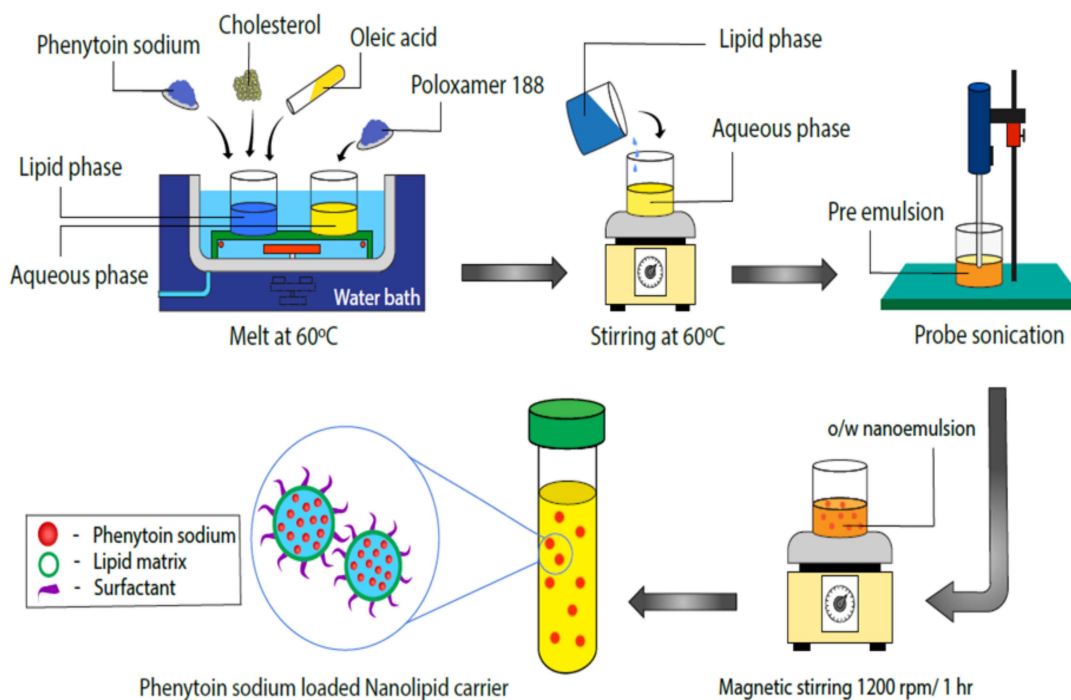 Phenytoin sodium
Cholesterol
Oleic acid
Poloxamer 188
Lipid phase
Aqueous phase
Water bath
Melt at 60ºC
Lipid phase
Aqueous phase
Stirring at 60ºC
Pre emulsion
Probe sonication
o/w nanoemulsion
Magnetic stirring 1200 rpm/ 1 hr
- Phenytoin sodium
- Lipid matrix
- Surfactant
Phenytoin sodium loaded Nanolipid carrier